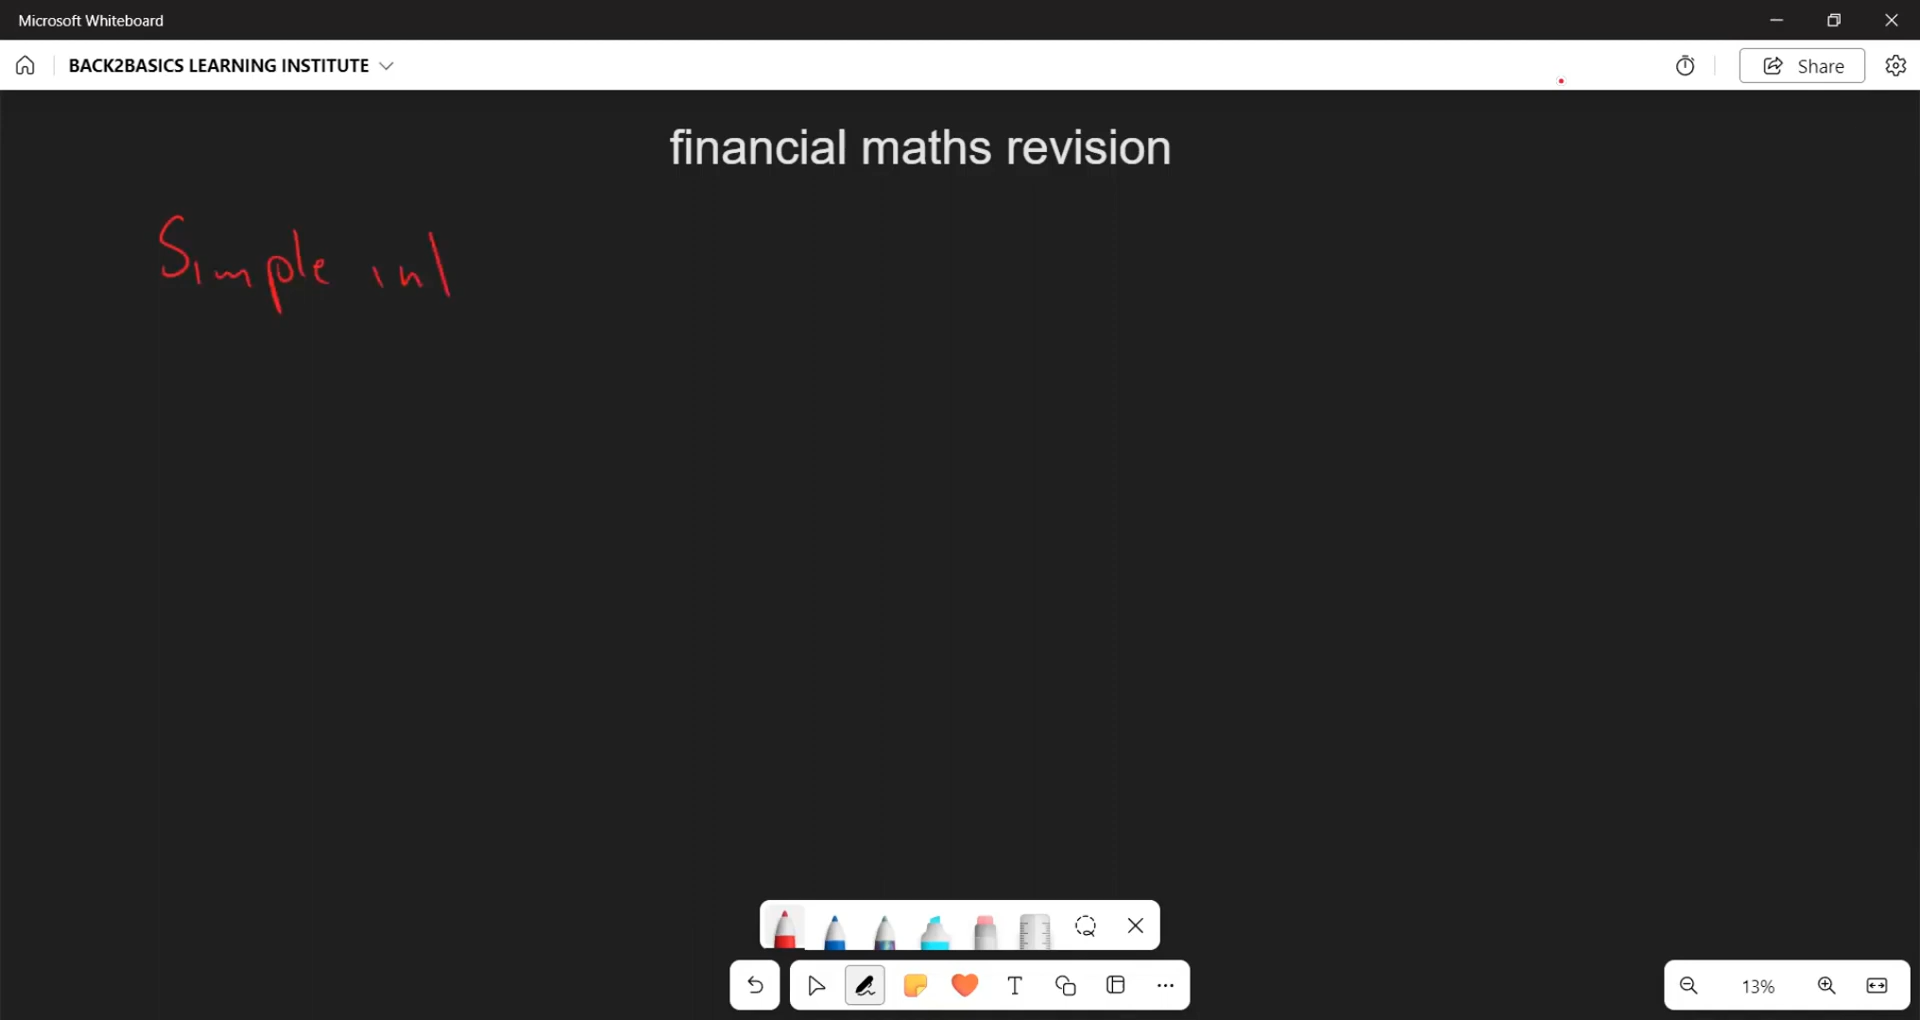 Microsoft Whiteboard
BACK2BASICS LEARNING INSTITUTE
Share
financial maths revision
Simple int
13%